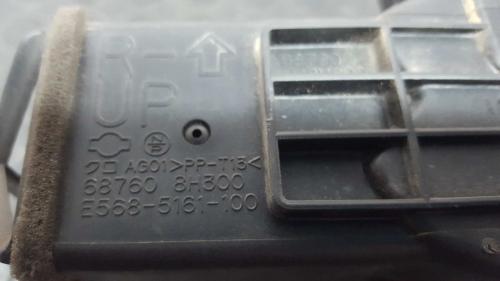 R-↑
UP
クロ AG01 >PP-T15<
68760 8H300
E568-5161-100